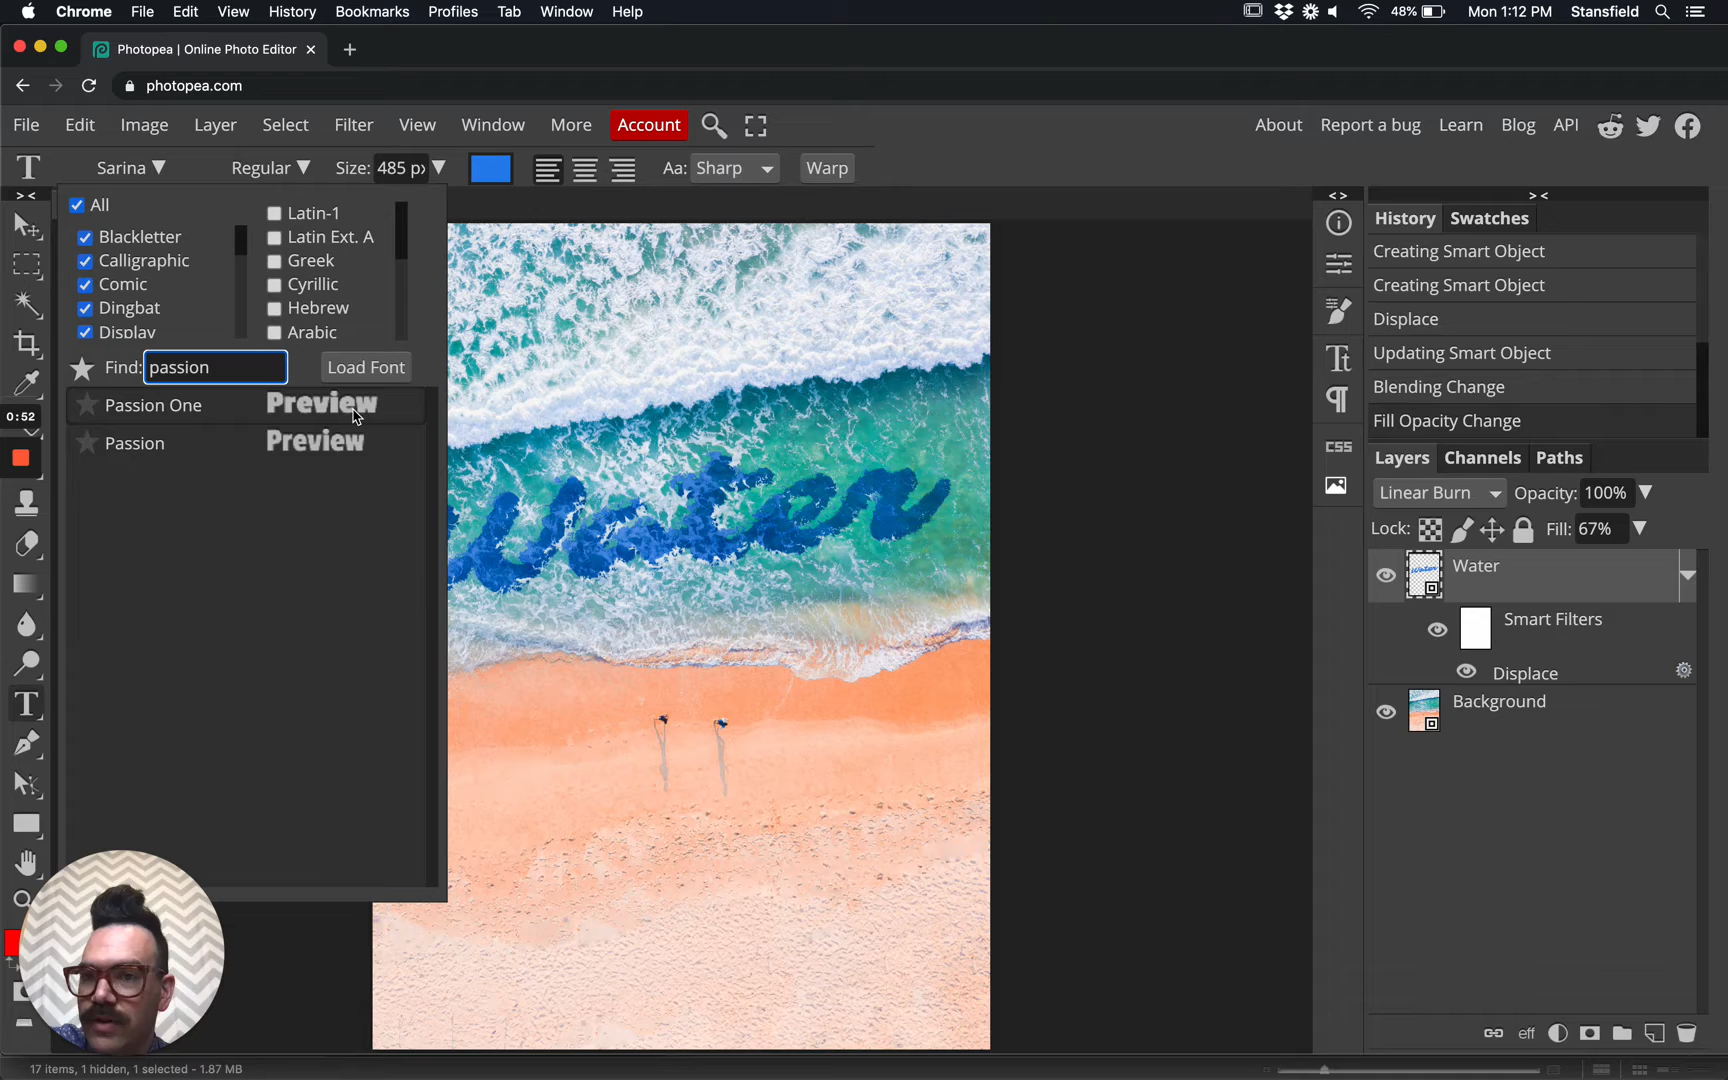 Chrome File Edit View History Bookmarks Profiles Tab Window Help 48% Mon 1:12 PM Stansfield
Photopea | Online Photo Editor
photopea.com
File Edit Image Layer Select Filter View Window More Account About Report a bug Learn Blog API
T Sarina Regular Size: 485 px Aa: Sharp Warp
> < < > > <
All
Blackletter
Calligraphic
Comic
Dingbat
Display
Latin-1
Latin Ext. A
Greek
Cyrillic
Hebrew
Arabic
Find: passion Load Font
Passion One Preview
Passion Preview
0:52
T
Water
Tt
CSS
History Swatches
Creating Smart Object
Creating Smart Object
Displace
Updating Smart Object
Blending Change
Fill Opacity Change
Layers Channels Paths
Linear Burn Opacity: 100%
Lock: Fill: 67%
Water
Smart Filters
Displace
Background
eff
17 items, 1 hidden, 1 selected - 1.87 MB